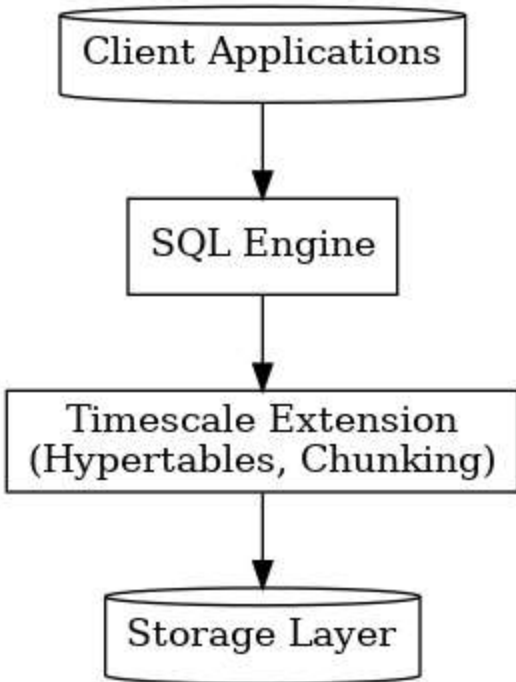 Client Applications
SQL Engine
Timescale Extension
(Hypertables, Chunking)
Storage Layer